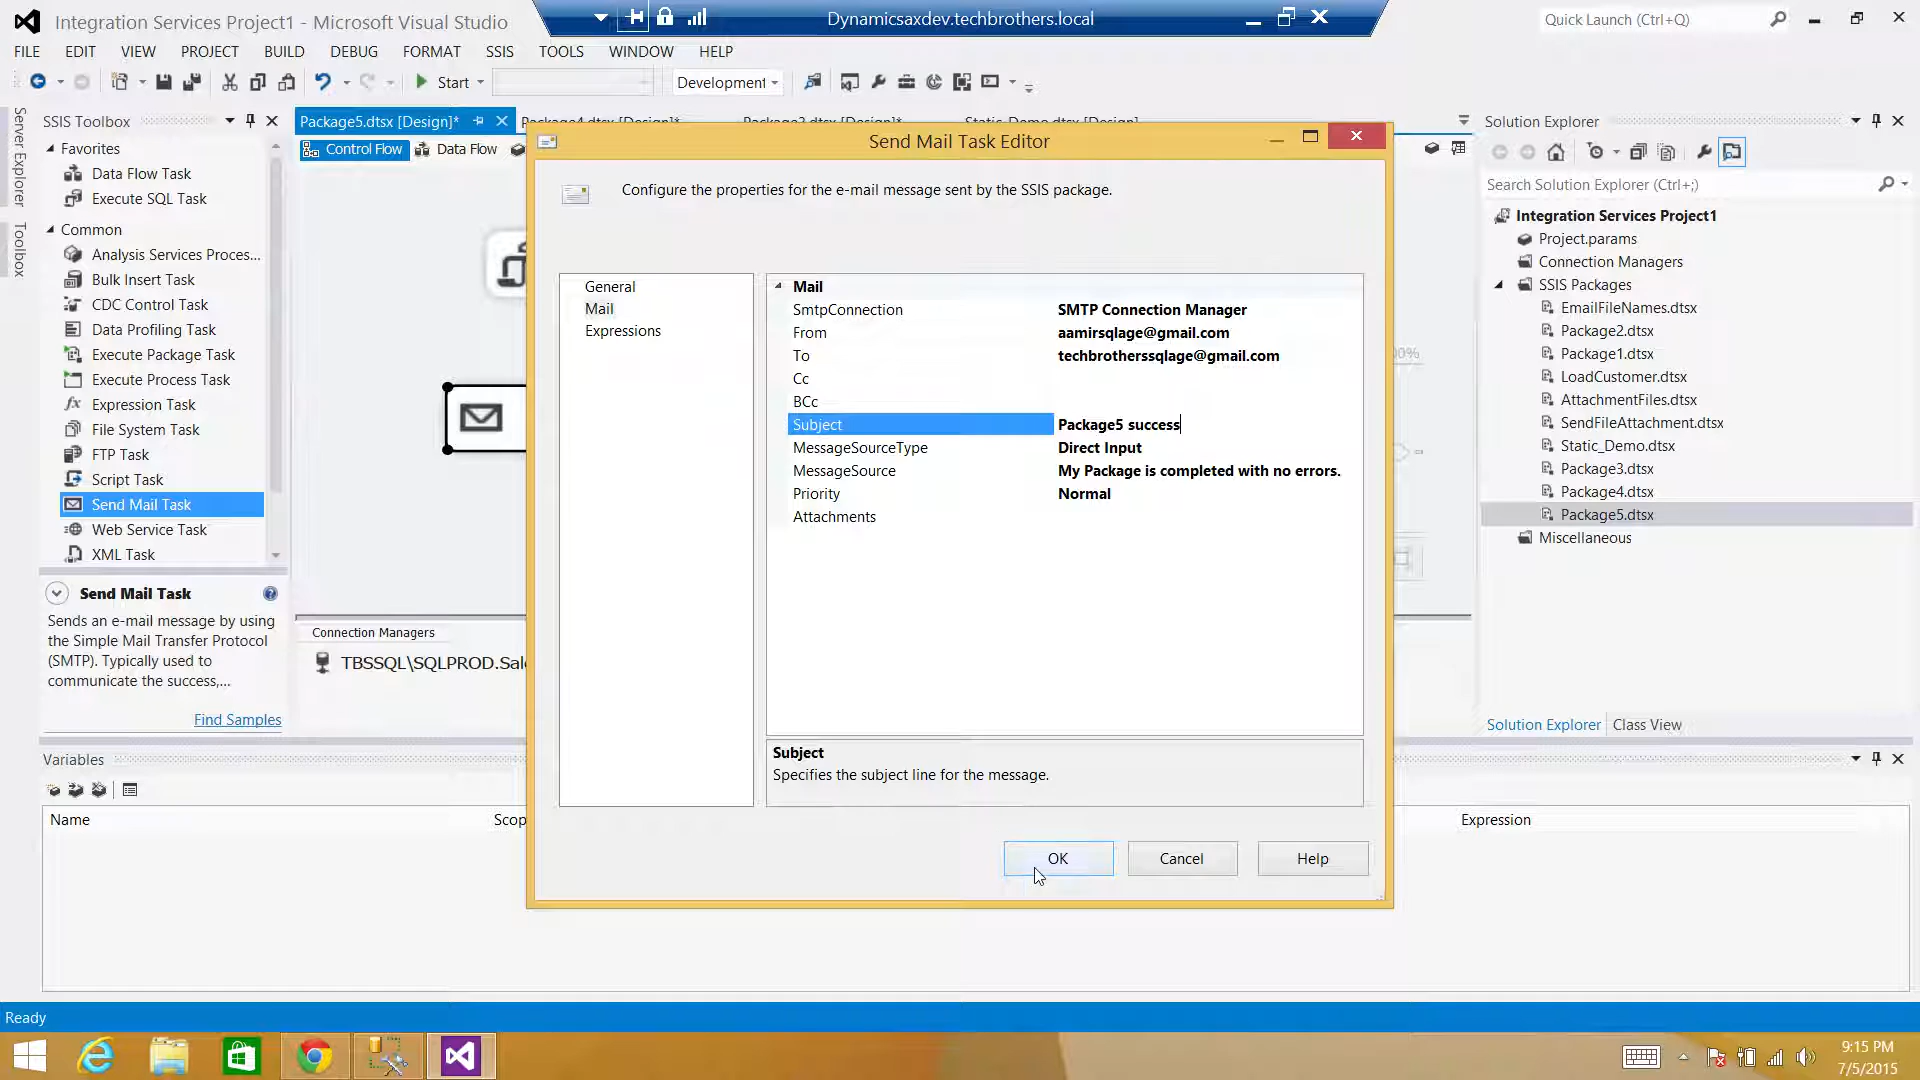 Integration Services Project1 - Microsoft Visual Studio
Dynamicsaxdev.techbrothers.local
Quick Launch (Ctrl+Q)
FILE EDIT VIEW PROJECT BUILD DEBUG FORMAT SSIS TOOLS WINDOW HELP
Start Development
Server Explorer
Toolbox
SSIS Toolbox
Favorites
Data Flow Task
Execute SQL Task
Common
Analysis Services Proces...
Bulk Insert Task
CDC Control Task
Data Profiling Task
Execute Package Task
Execute Process Task
Expression Task
File System Task
FTP Task
Script Task
Send Mail Task
Web Service Task
XML Task
Send Mail Task
Sends an e-mail message by using
the Simple Mail Transfer Protocol
(SMTP). Typically used to
communicate the success,...
Find Samples
Package5.dtsx [Design]*
Control Flow Data Flow
Connection Managers
TBSSQL\SQLPROD.Sale
Send Mail Task Editor
Configure the properties for the e-mail message sent by the SSIS package.
General
Mail
Expressions
Mail
SmtpConnection SMTP Connection Manager
From aamirsqlage@gmail.com
To techbrotherssqlage@gmail.com
Cc
BCc
Subject Package5 success
MessageSourceType Direct Input
MessageSource My Package is completed with no errors.
Priority Normal
Attachments
Subject
Specifies the subject line for the message.
OK Cancel Help
Solution Explorer
Search Solution Explorer (Ctrl+;)
Integration Services Project1
Project.params
Connection Managers
SSIS Packages
EmailFileNames.dtsx
Package2.dtsx
Package1.dtsx
LoadCustomer.dtsx
AttachmentFiles.dtsx
SendFileAttachment.dtsx
Static_Demo.dtsx
Package3.dtsx
Package4.dtsx
Package5.dtsx
Miscellaneous
Solution Explorer Class View
Variables
Name Scop Expression
Ready
9:15 PM
7/5/2015